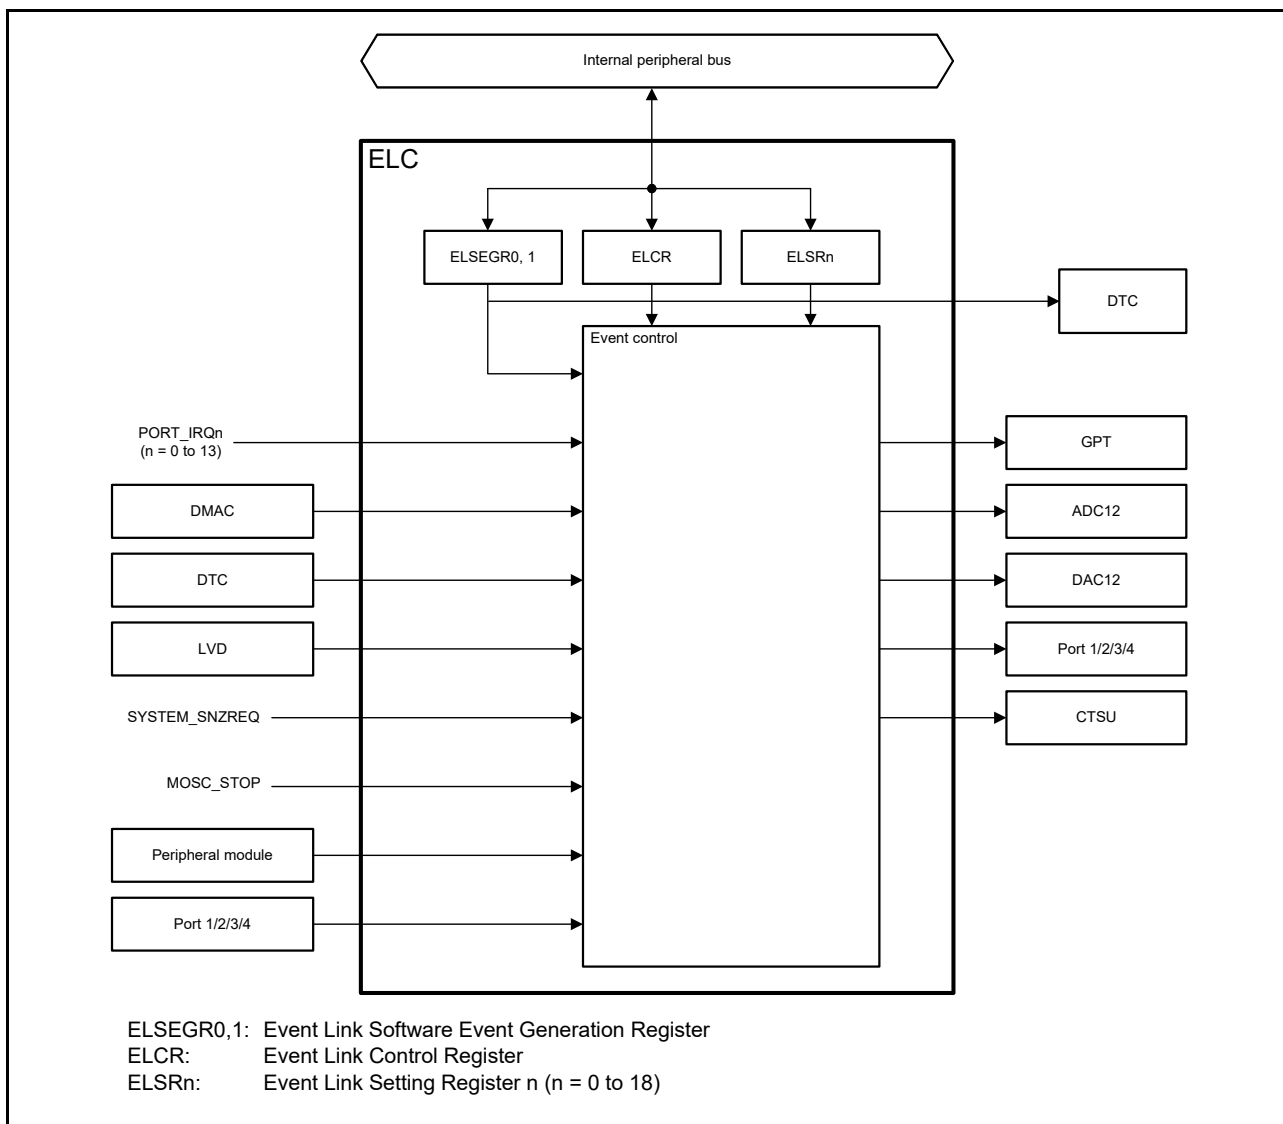 Internal peripheral bus
ELC
ELSEGR0, 1
ELCR
ELSRn
DTC
Event control
PORT_IRQn
(n = 0 to 13)
GPT
DMAC
ADC12
DTC
DAC12
LVD
Port 1/2/3/4
SYSTEM_SNZREQ
CTSU
MOSC_STOP
Peripheral module
Port 1/2/3/4
ELSEGR0,1: Event Link Software Event Generation Register
ELCR: Event Link Control Register
ELSRn: Event Link Setting Register n (n = 0 to 18)